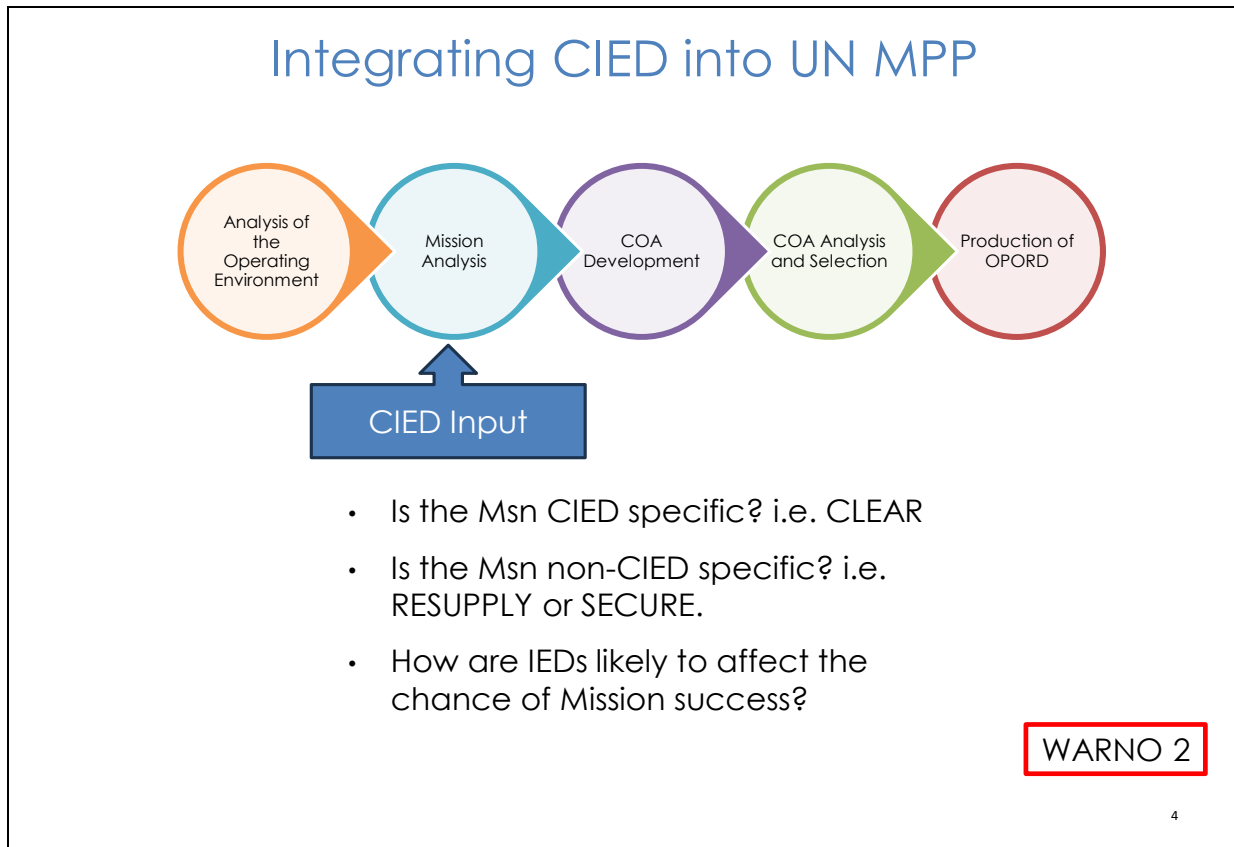 Integrating CIED into UN MPP
Analysis of
the
Operating
Environment
Mission
Analysis
COA
Development
COA Analysis
and Selection
Production of
OPORD
CIED Input
• Is the Msn CIED specific? i.e. CLEAR
• Is the Msn non-CIED specific? i.e.
RESUPPLY or SECURE.
• How are IEDs likely to affect the
chance of Mission success?
WARNO 2
4